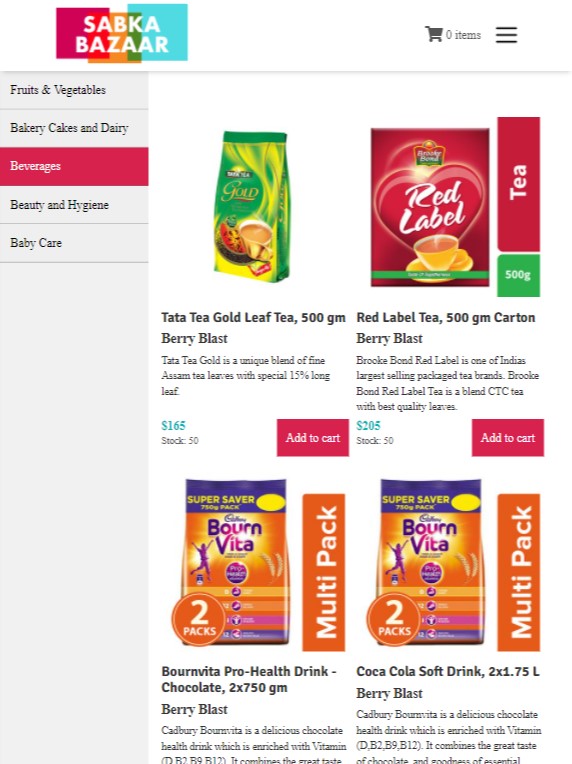 SABKA
BAZAAR
0 items
Fruits & Vegetables
Bakery Cakes and Dairy
Beverages
Beauty and Hygiene
Baby Care
TATA TEA
GOLD
Brooke
Bond
Red
Label
Tea
500g
Tata Tea Gold Leaf Tea, 500 gm
Berry Blast
Tata Tea Gold is a unique blend of fine
Assam tea leaves with special 15% long
leaf.
$165
Stock: 50
Add to cart
Red Label Tea, 500 gm Carton
Berry Blast
Brooke Bond Red Label is one of Indias
largest selling packaged tea brands. Brooke
Bond Red Label Tea is a blend CTC tea
with best quality leaves.
$205
Stock: 50
Add to cart
SUPER SAVER
750g PACK
Cadbury
Bourn
Vita
Pro-
Health
2
PACKS
Multi Pack
SUPER SAVER
750g PACK
Cadbury
Bourn
Vita
Pro-
Health
2
PACKS
Multi Pack
Bournvita Pro-Health Drink -
Chocolate, 2x750 gm
Berry Blast
Cadbury Bournvita is a delicious chocolate
health drink which is enriched with Vitamin
(D,B2,B9,B12). It combines the great taste
Coca Cola Soft Drink, 2x1.75 L
Berry Blast
Cadbury Bournvita is a delicious chocolate
health drink which is enriched with Vitamin
(D,B2,B9,B12). It combines the great taste
of chocolate, and goodness of essential